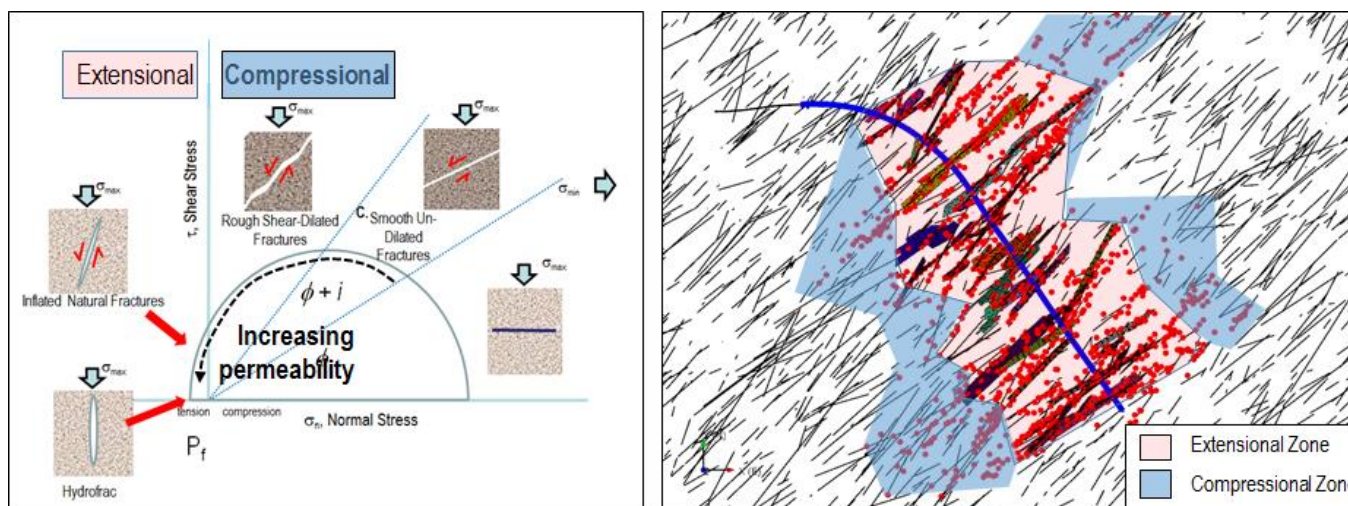 Extensional
Compressional
σmax
σmax
τ, Shear Stress
σmin
σmax
Rough Shear-Dilated
Fractures
C.
Smooth Un-
Dilated
Fractures
σmax
Inflated Natural Fractures
ϕ + i
Increasing
permeability
σmax
tension
compression
σn, Normal Stress
Pf
Hydrofrac
Extensional Zone
Compressional Zone